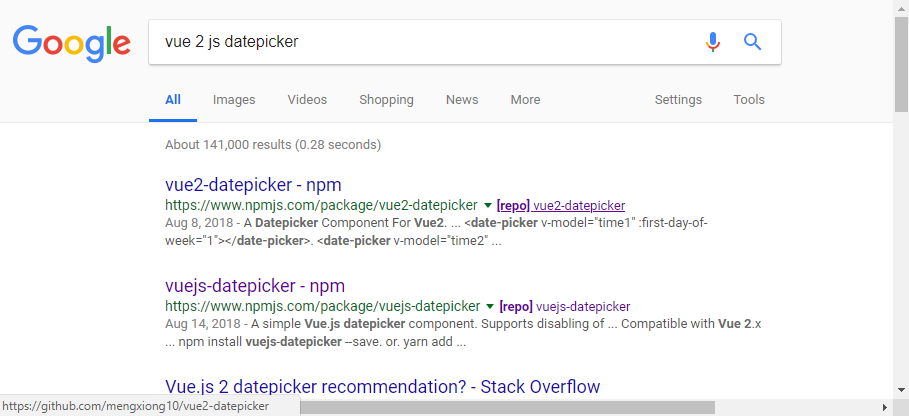 Google
vue 2 js datepicker
All Images Videos Shopping News More Settings Tools
About 141,000 results (0.28 seconds)
vue2-datepicker - npm
https://www.npmjs.com/package/vue2-datepicker ▼ [repo] vue2-datepicker
Aug 8, 2018 - A Datepicker Component For Vue2. ... <date-picker v-model="time1" :first-day-of-
week="1"></date-picker>. <date-picker v-model="time2" ...
vuejs-datepicker - npm
https://www.npmjs.com/package/vuejs-datepicker ▼ [repo] vuejs-datepicker
Aug 14, 2018 - A simple Vue.js datepicker component. Supports disabling of ... Compatible with Vue 2.x
... npm install vuejs-datepicker --save. or. yarn add ...
Vue.js 2 datepicker recommendation? - Stack Overflow
https://github.com/mengxiong10/vue2-datepicker